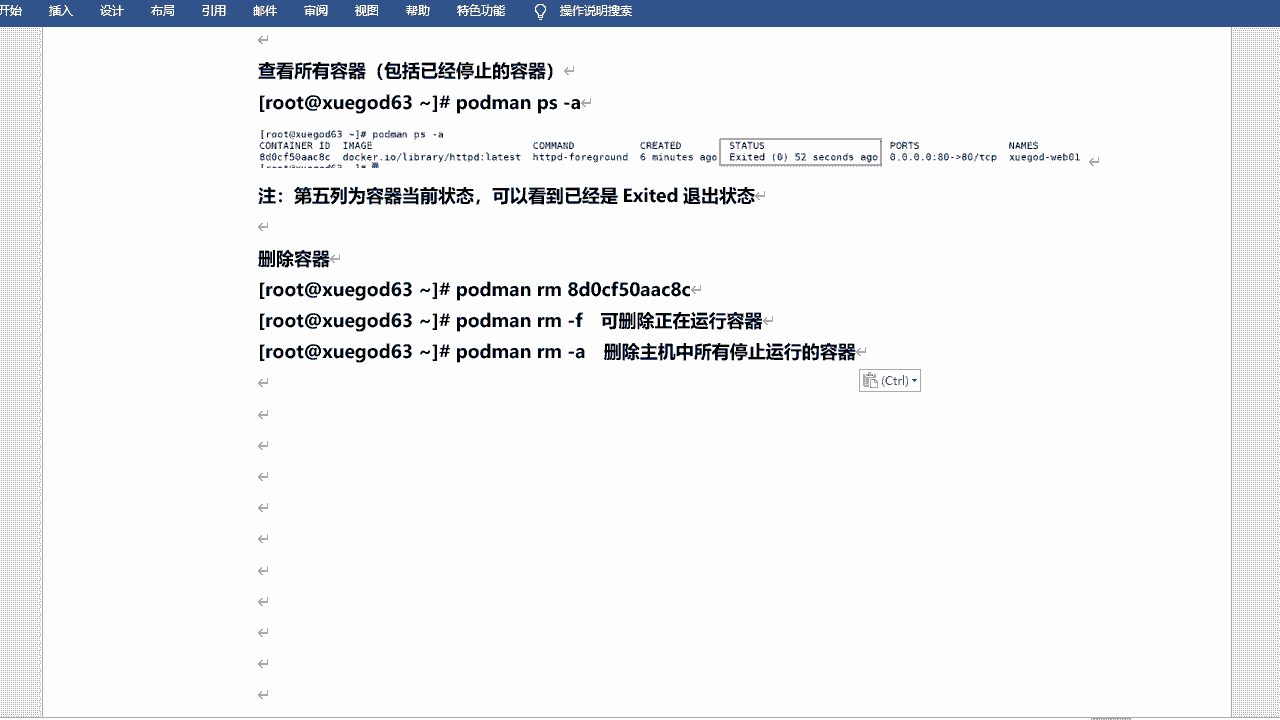 开始 插入 设计 布局 引用 邮件 审阅 视图 帮助 特色功能 操作说明搜索
查看所有容器（包括已经停止的容器）
[root@xuegod63 ~]# podman ps -a
[root@xuegod63 ~]# podman ps -a
CONTAINER ID IMAGE COMMAND CREATED STATUS PORTS NAMES
8d0cf50aac8c docker.io/library/httpd:latest httpd-foreground 6 minutes ago Exited (0) 52 seconds ago 0.0.0.0:80->80/tcp xuegod-web01
注：第五列为容器当前状态，可以看到已经是 Exited 退出状态
删除容器
[root@xuegod63 ~]# podman rm 8d0cf50aac8c
[root@xuegod63 ~]# podman rm -f 可删除正在运行容器
[root@xuegod63 ~]# podman rm -a 删除主机中所有停止运行的容器
(Ctrl)